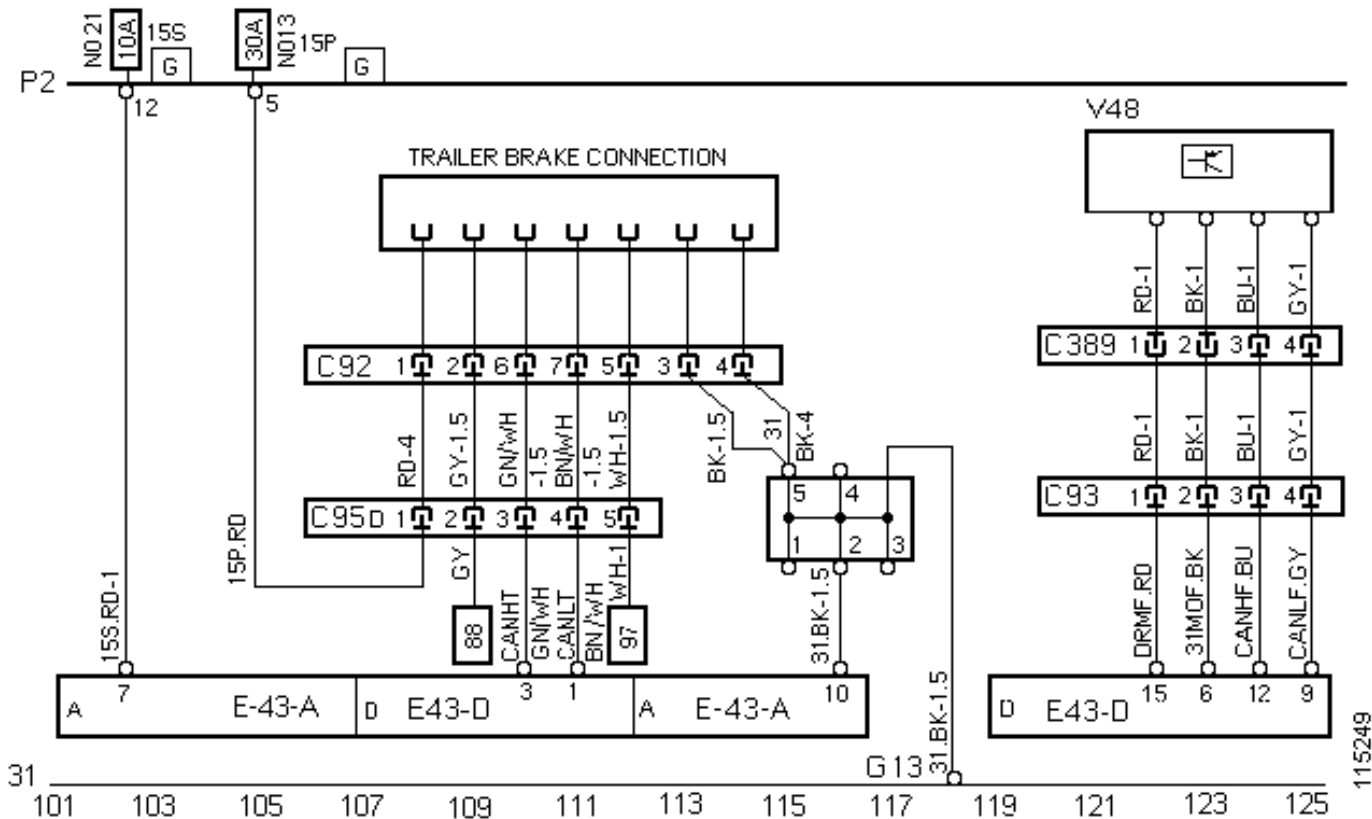 NO 21 10A 15S G 30A NO13 15P G
P2
12 5
V48
TRAILER BRAKE CONNECTION
RD-1 BK-1 BU-1 GY-1
C92 1 2 6 7 5 3 4
C389 1 2 3 4
RD-4 GY-1.5 GN/WH -1.5 BN/WH -1.5 WH-1.5 BK-1.5 31 BK-4
RD-1 BK-1 BU-1 GY-1
5 4
C95D 1 2 3 4 5
C93 1 2 3 4
1 2 3
15S.RD-1 15P.RD GY CANHT GN/WH CANLT BN/WH WH-1 31.BK-1.5 31.BK-1.5 DRMF.RD 31MOF.BK CANHF.BU CANLF.GY
88 97
7 3 1 10 15 6 12 9
A E-43-A D E43-D A E-43-A D E43-D
G13
115249
31
101 103 105 107 109 111 113 115 117 119 121 123 125